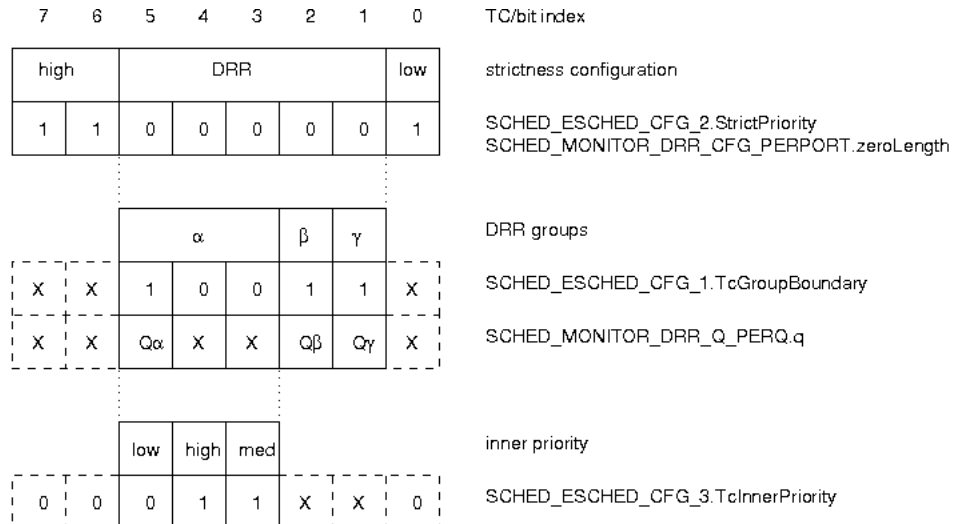 7 6 5 4 3 2 1 0 TC/bit index
high DRR low strictness configuration
1 1 0 0 0 0 0 1 SCHED_ESCHED_CFG_2.StrictPriority
SCHED_MONITOR_DRR_CFG_PERPORT.zeroLength
α β γ DRR groups
X X 1 0 0 1 1 X SCHED_ESCHED_CFG_1.TcGroupBoundary
X X Qα X X Qβ Qγ X SCHED_MONITOR_DRR_Q_PERQ.q
low high med inner priority
0 0 0 1 1 X X 0 SCHED_ESCHED_CFG_3.TcInnerPriority